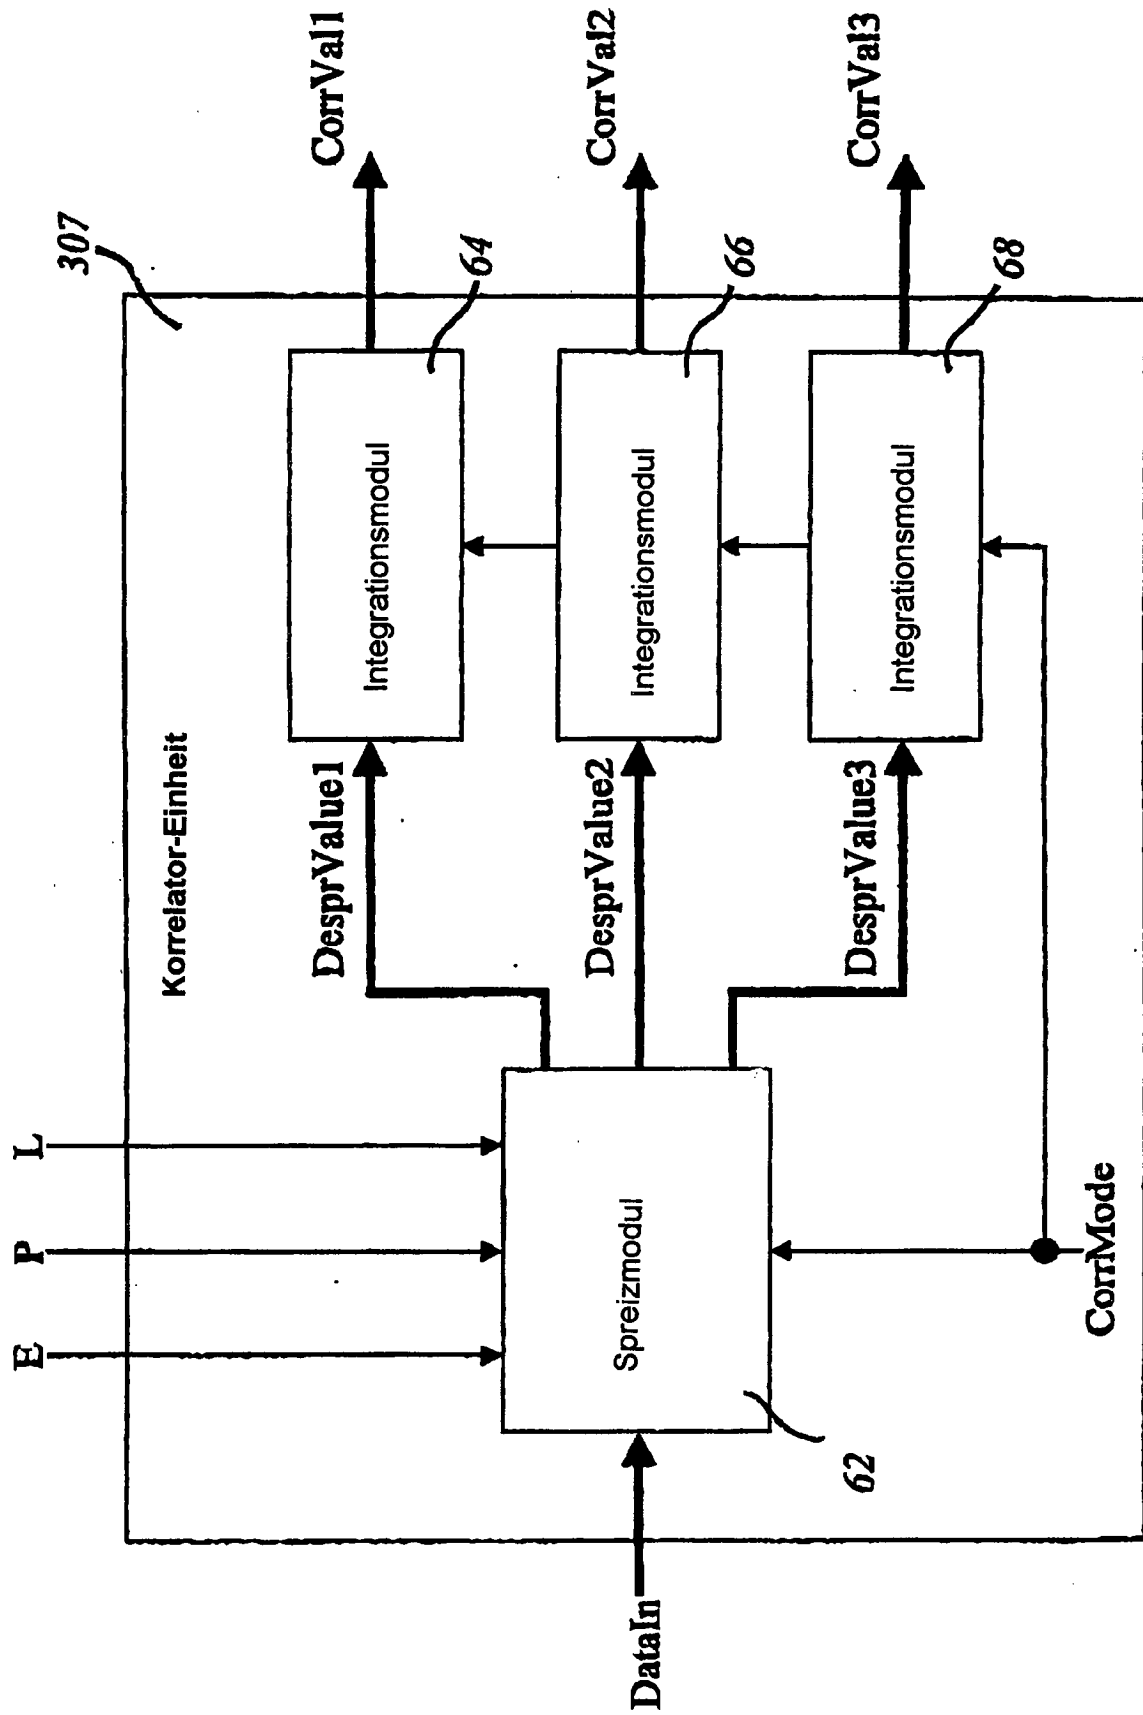 E
P
L
307
Korrelator-Einheit
DataIn
Spreizmodul
62
CorrMode
DesprValue1
DesprValue2
DesprValue3
Integrationsmodul
64
Integrationsmodul
66
Integrationsmodul
68
CorrVal1
CorrVal2
CorrVal3